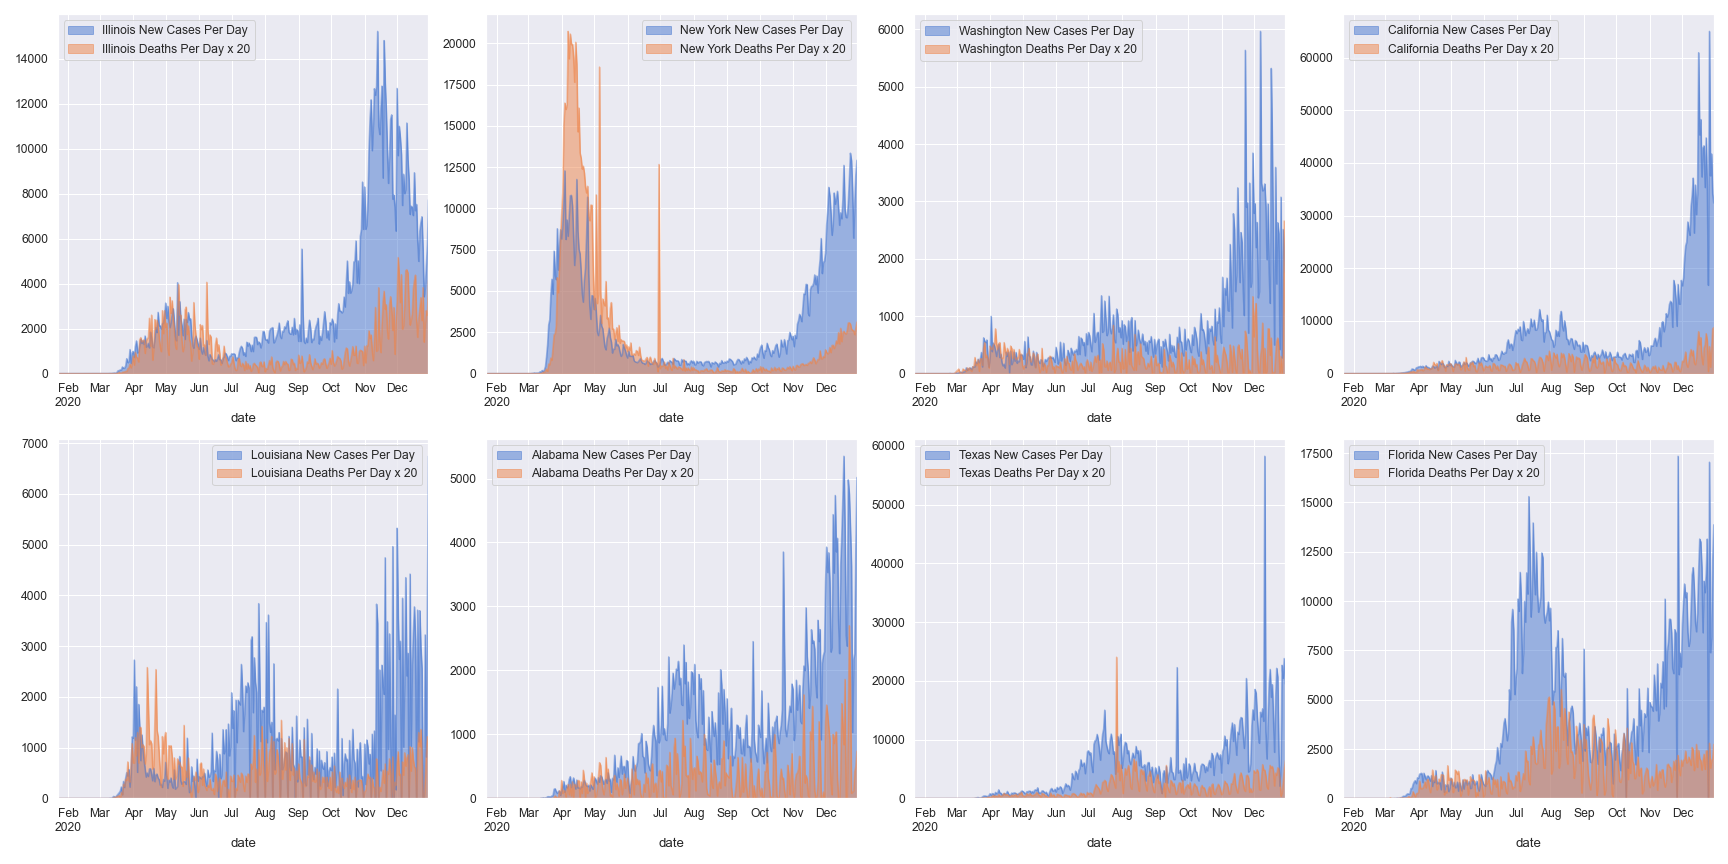 Illinois New Cases Per Day
Illinois Deaths Per Day x 20
14000
12000
10000
8000
6000
4000
2000
0
Feb Mar Apr May Jun Jul Aug Sep Oct Nov Dec
2020
date
New York New Cases Per Day
New York Deaths Per Day x 20
20000
17500
15000
12500
10000
7500
5000
2500
0
Feb Mar Apr May Jun Jul Aug Sep Oct Nov Dec
2020
date
Washington New Cases Per Day
Washington Deaths Per Day x 20
6000
5000
4000
3000
2000
1000
0
Feb Mar Apr May Jun Jul Aug Sep Oct Nov Dec
2020
date
California New Cases Per Day
California Deaths Per Day x 20
60000
50000
40000
30000
20000
10000
0
Feb Mar Apr May Jun Jul Aug Sep Oct Nov Dec
2020
date
Louisiana New Cases Per Day
Louisiana Deaths Per Day x 20
7000
6000
5000
4000
3000
2000
1000
0
Feb Mar Apr May Jun Jul Aug Sep Oct Nov Dec
2020
date
Alabama New Cases Per Day
Alabama Deaths Per Day x 20
5000
4000
3000
2000
1000
0
Feb Mar Apr May Jun Jul Aug Sep Oct Nov Dec
2020
date
Texas New Cases Per Day
Texas Deaths Per Day x 20
60000
50000
40000
30000
20000
10000
0
Feb Mar Apr May Jun Jul Aug Sep Oct Nov Dec
2020
date
Florida New Cases Per Day
Florida Deaths Per Day x 20
17500
15000
12500
10000
7500
5000
2500
0
Feb Mar Apr May Jun Jul Aug Sep Oct Nov Dec
2020
date